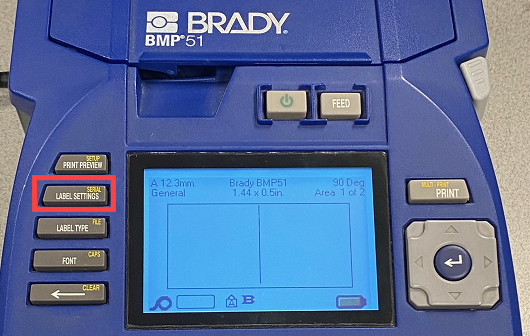 BRADY
BMP®51
FEED
SETUP
PRINT PREVIEW
SERIAL
LABEL SETTINGS
FILE
LABEL TYPE
CAPS
FONT
CLEAR
A 12.3mm. Brady BMP51 90 Deg
General 1.44 x 0.5in. Area 1 of 2
A B
MULTI-PRINT
PRINT